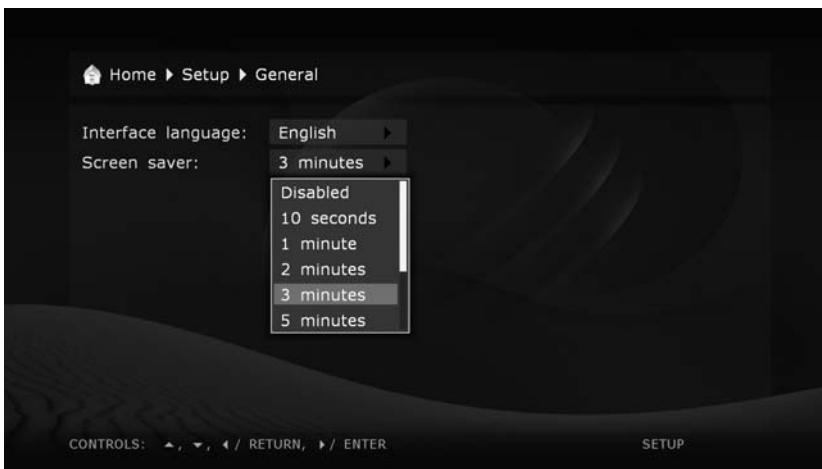 Home ▶ Setup ▶ General
Interface language: English
Screen saver: 3 minutes
Disabled
10 seconds
1 minute
2 minutes
3 minutes
5 minutes
CONTROLS: ▲, ▼, ◀/ RETURN, ▶/ ENTER SETUP